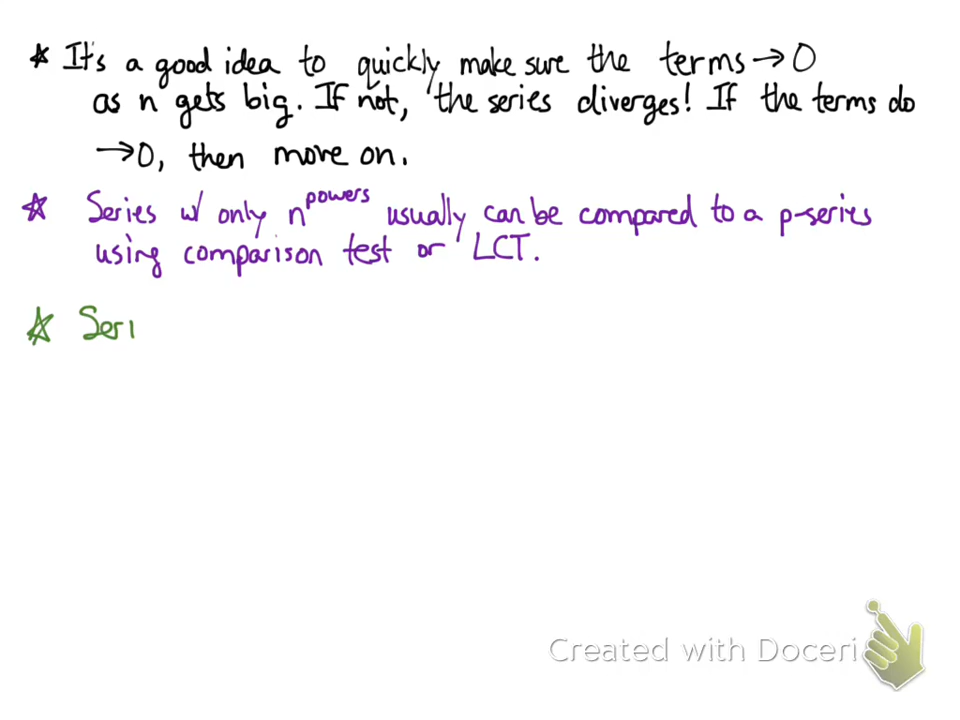 ★ It's a good idea to quickly make sure the terms → 0
as n gets big. If not, the series diverges! If the terms do
→0, then move on.
★ Series w/ only n^powers usually can be compared to a p-series
using comparison test or LCT.
★ Seri
Created with Doceri